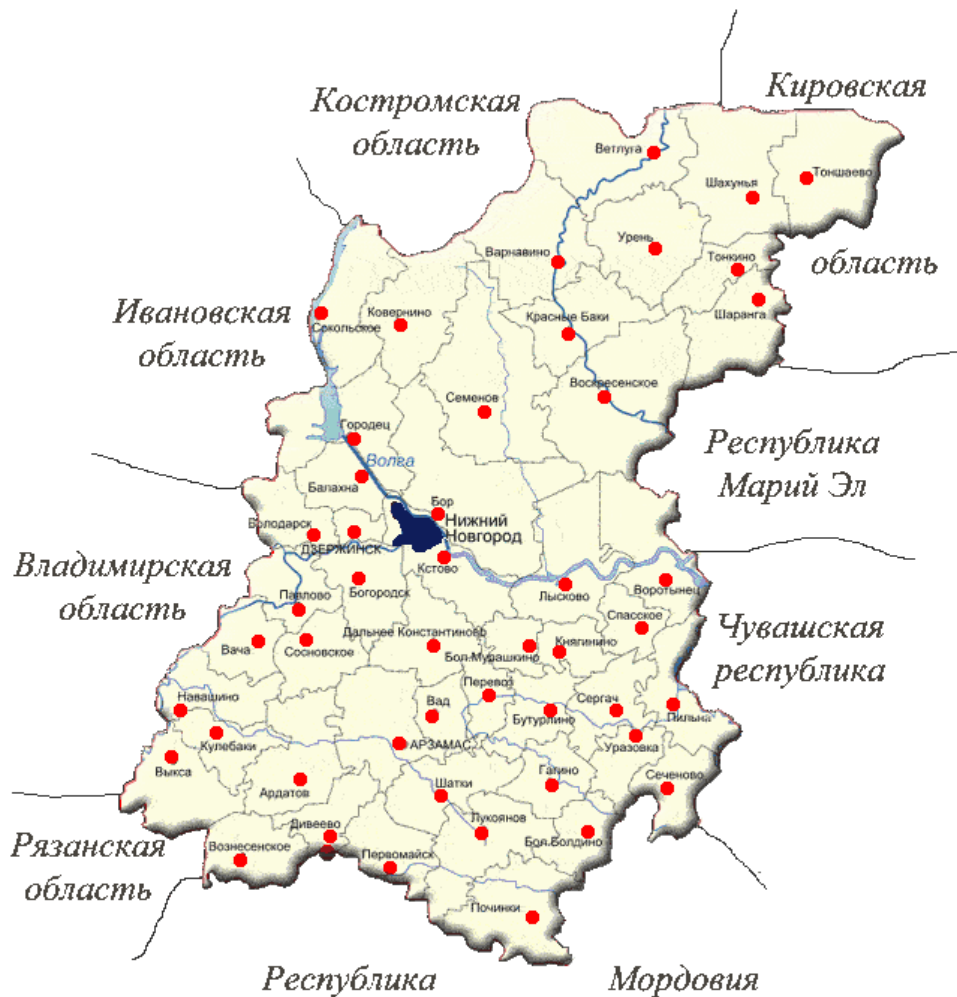 Кировская
Костромская
область
Ветлуга
Тоншаево
Шахунья
Урень
Варнавино
Тонкино
область
Ивановская
область
Сокольское
Ковернино
Красные Баки
Шаранга
Семенов
Воскресенское
Городец
Волга
Республика
Марий Эл
Балахна
Бор
Нижний
Новгород
Володарск
ДЗЕРЖИНСК
Кстово
Владимирская
область
Павлово
Богородск
Лысково
Воротынец
Спасское
Чувашская
республика
Вача
Сосновское
Дальнее Константиново
Бол.Мурашкино
Княгинино
Навашино
Перевоз
Вад
Бутурлино
Сергач
Пильна
Кулебаки
АРЗАМАС
Уразовка
Выкса
Ардатов
Шатки
Гагино
Сеченово
Рязанская
область
Дивеево
Лукоянов
Бол.Болдино
Вознесенское
Первомайск
Починки
Республика
Мордовия